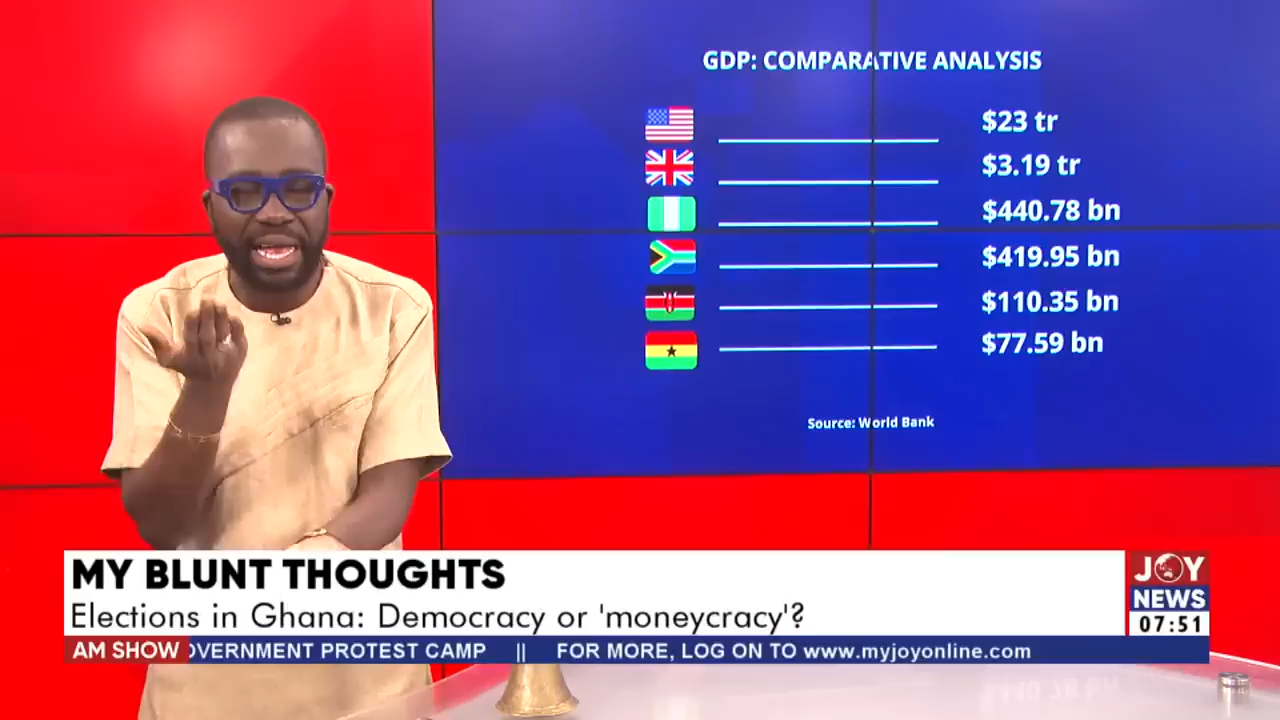 GDP: COMPARATIVE ANALYSIS
$23 tr
$3.19 tr
$440.78 bn
$419.95 bn
$110.35 bn
$77.59 bn
Source: World Bank
MY BLUNT THOUGHTS
Elections in Ghana: Democracy or 'moneycracy'?
JOY
NEWS
07:51
AM SHOW OVERNMENT PROTEST CAMP || FOR MORE, LOG ON TO www.myjoyonline.com